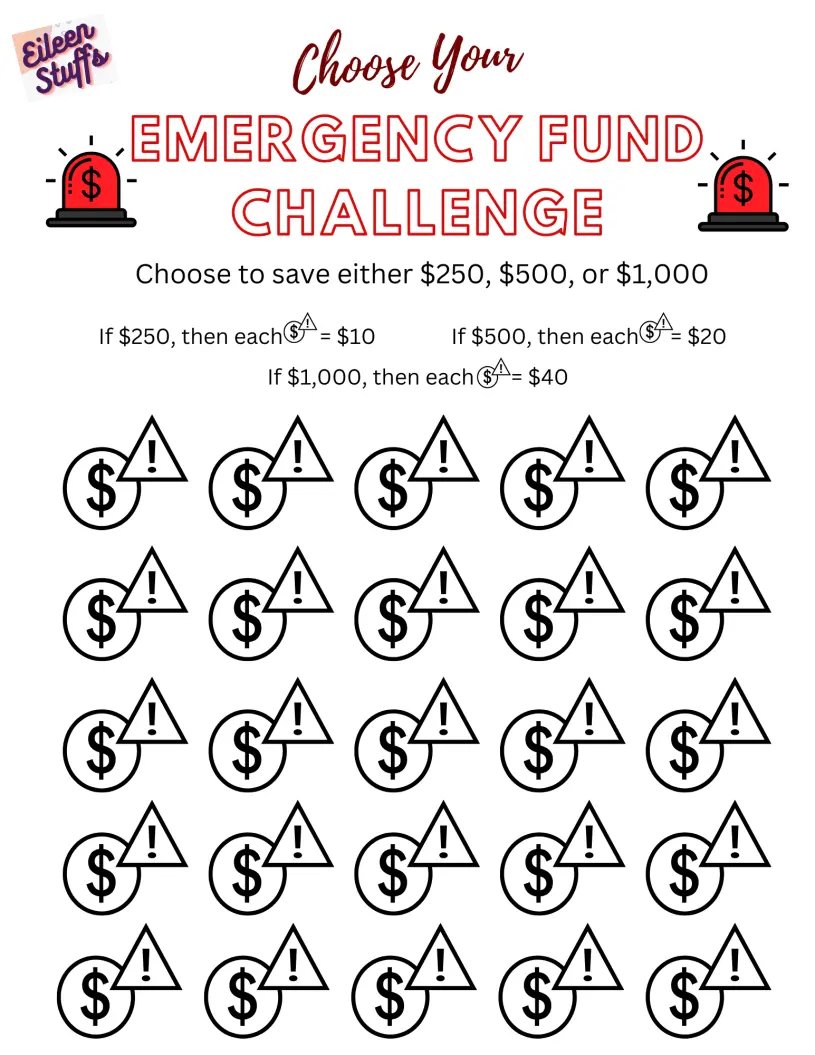 Eileen
Stuffs
Choose Your
EMERGENCY FUND
CHALLENGE
$
$
Choose to save either $250, $500, or $1,000
If $250, then each $ ! = $10
If $500, then each $ ! = $20
If $1,000, then each $ ! = $40
$ ! $ ! $ ! $ ! $ !
$ ! $ ! $ ! $ ! $ !
$ ! $ ! $ ! $ ! $ !
$ ! $ ! $ ! $ ! $ !
$ ! $ ! $ ! $ ! $ !